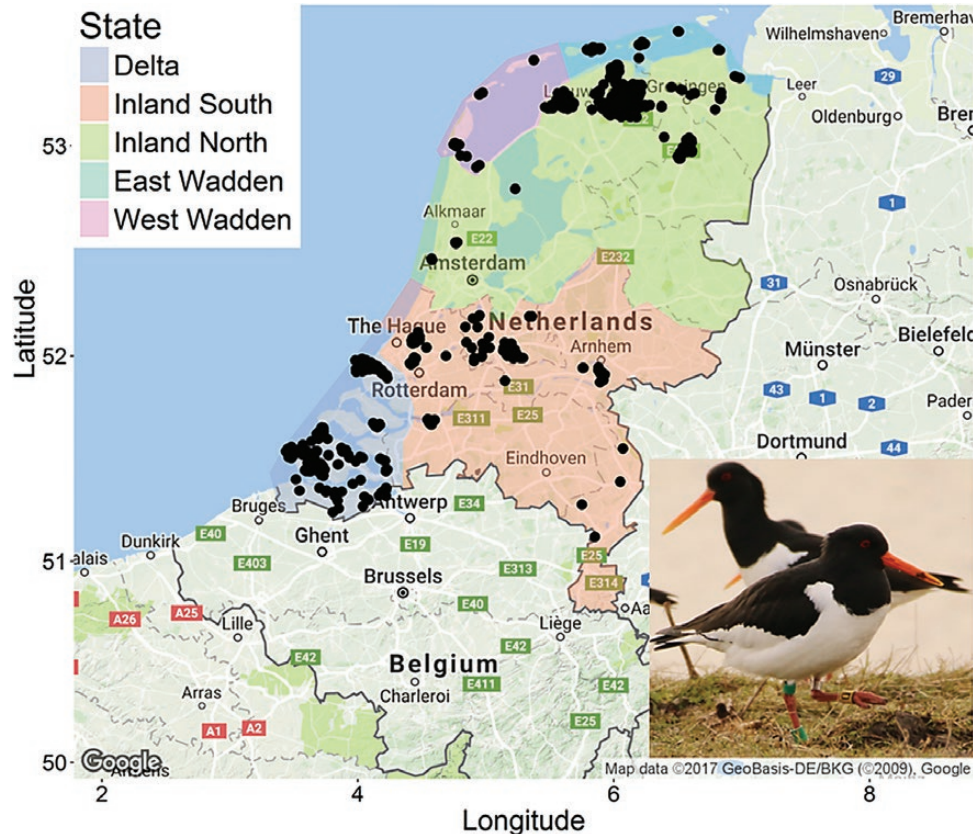 State
Delta
Inland South
Inland North
East Wadden
West Wadden
Bremerhav
Wilhelmshaven
29
Leer
Groningen
Oldenburg
Brem
53
1
Alkmaar
E22
E232
31
Amsterdam
Osnabrück
The Hague
Netherlands
Bielefeld
Münster
Arnhem
52
Rotterdam
E31
43
1
2
Pader
E311
E25
Dortmund
44
Eindhoven
Bruges
Antwerp
E34
Dunkirk
E40
Ghent
E19
alais
51
E403
E313
E25
Brussels
E314
Aa
A26
A25
E40
Lille
Liège
E42
E42
Belgium
E411
E42
Charleroi
Arras
A1
A2
E25
50
Google
Map data ©2017 GeoBasis-DE/BKG (©2009), Google
2
4
6
8
Longitude
Latitude